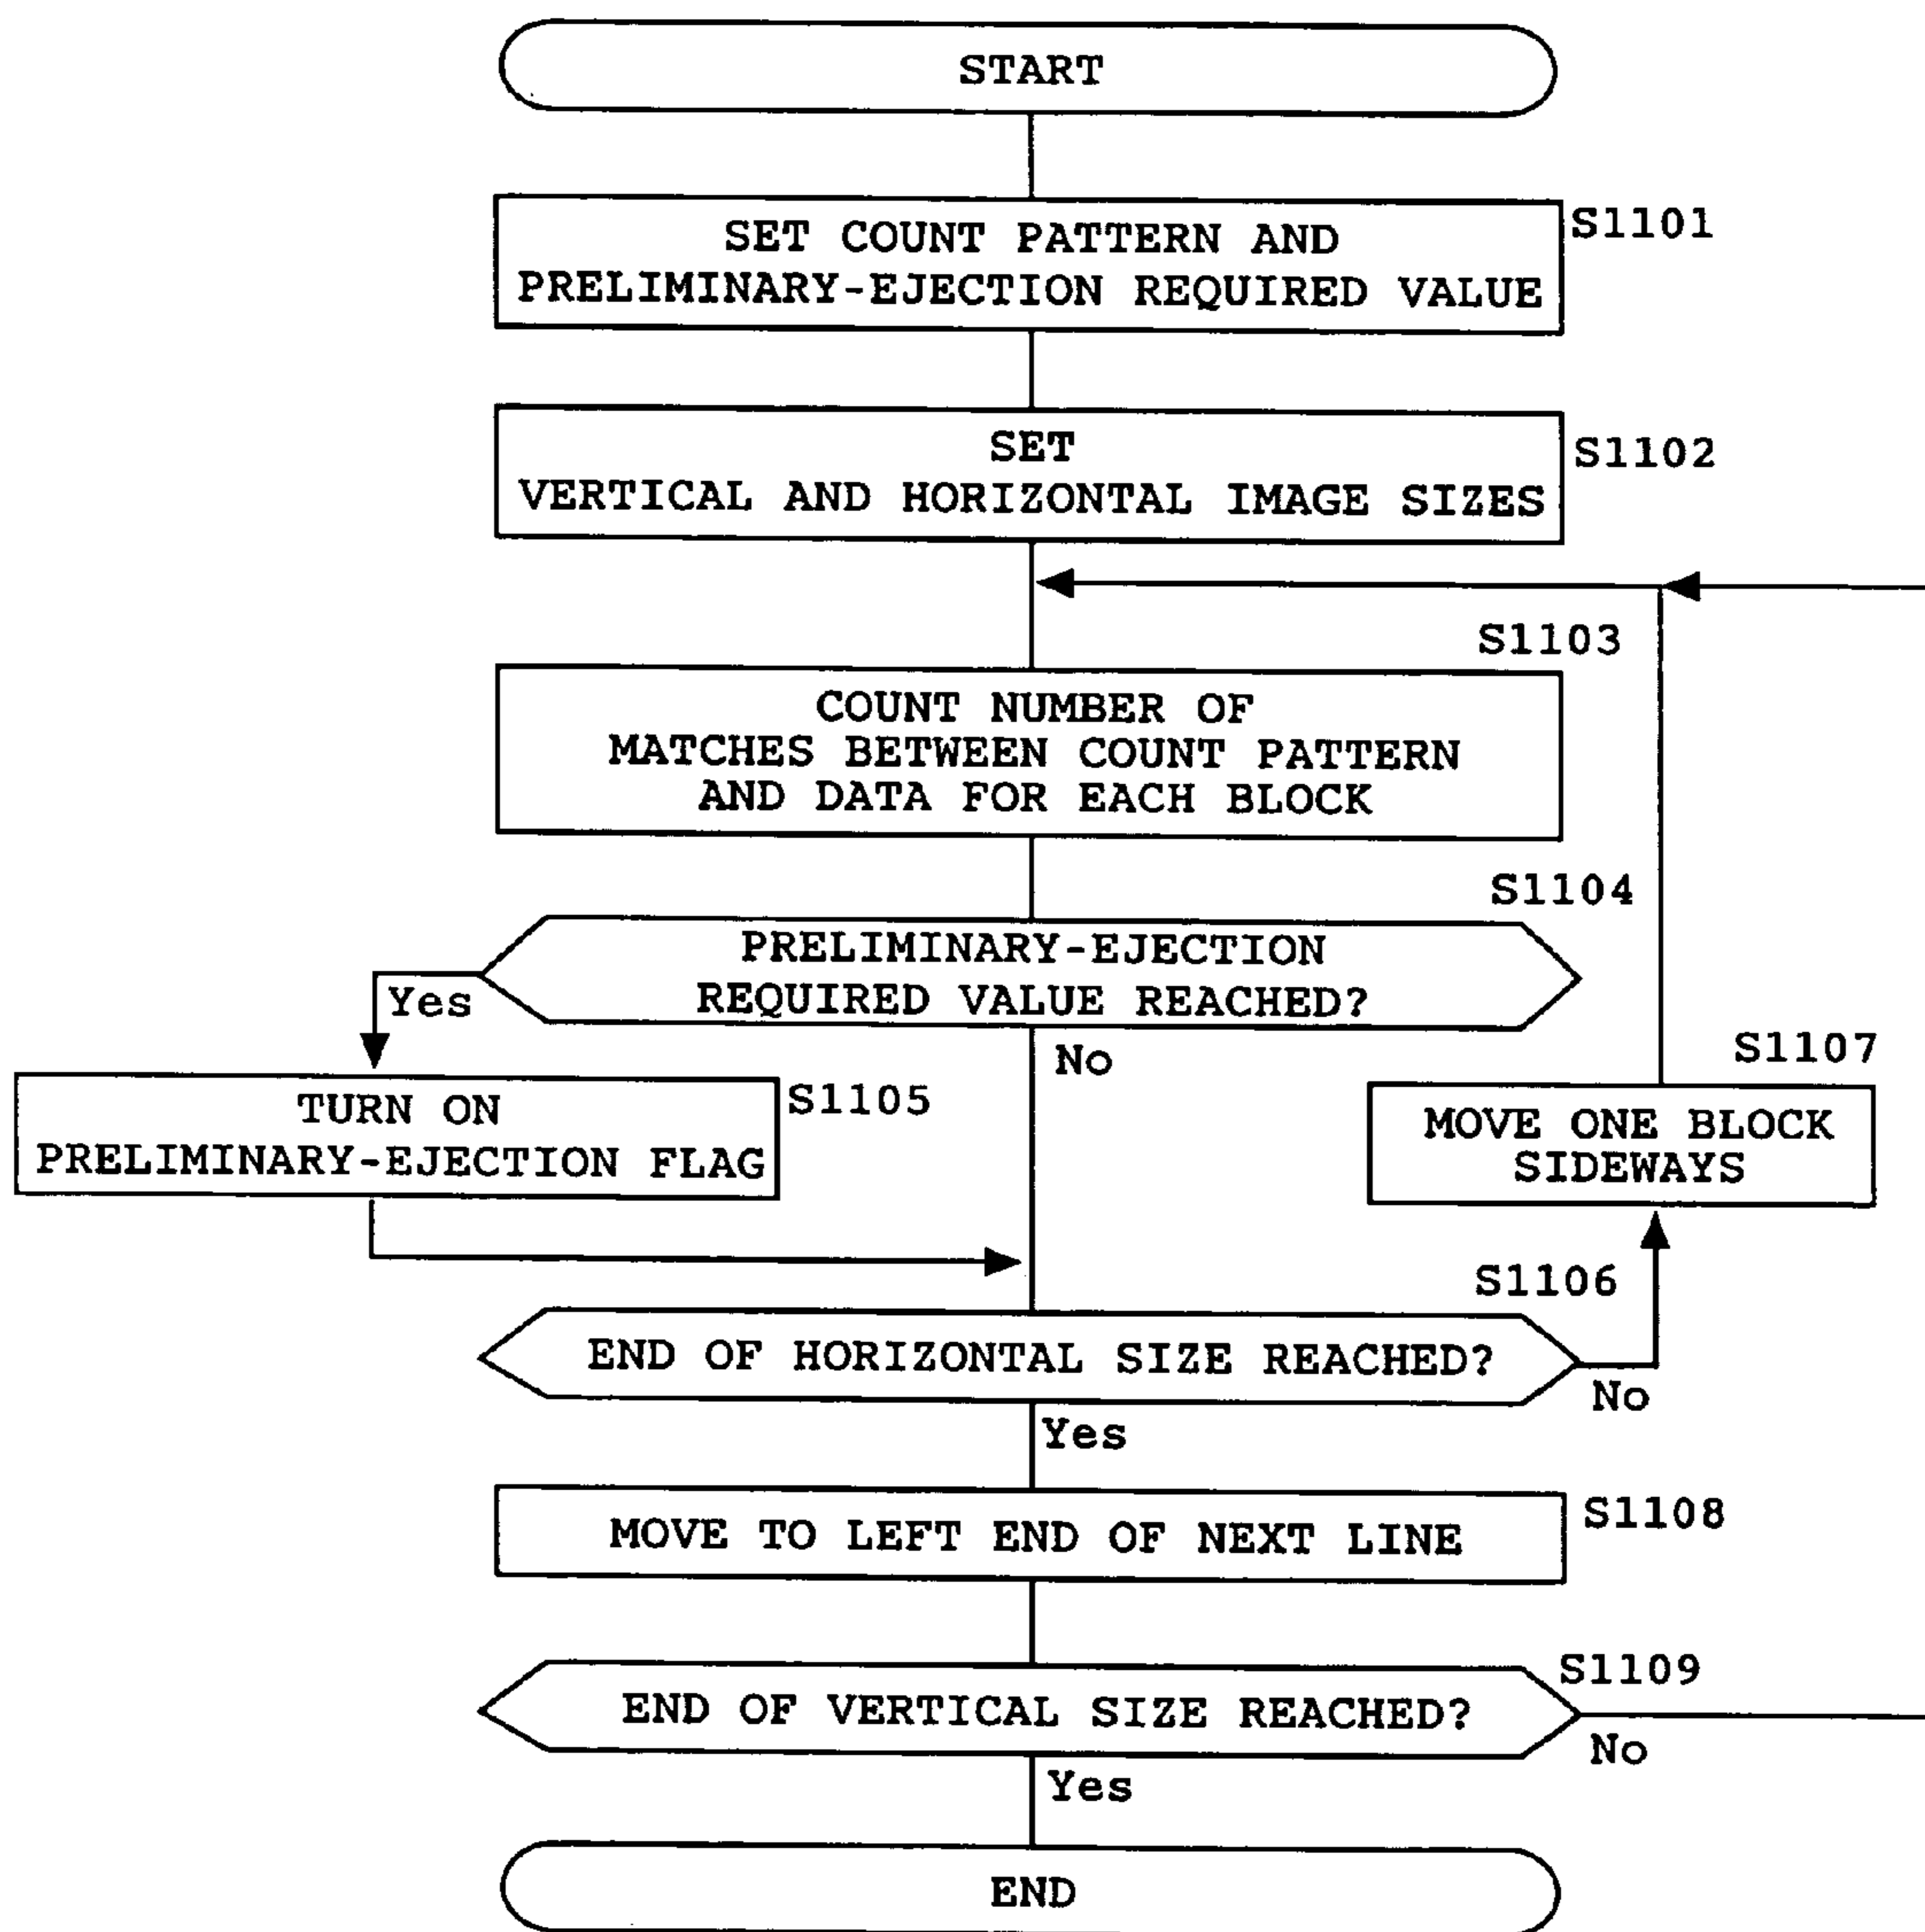 START
SET COUNT PATTERN AND
PRELIMINARY-EJECTION REQUIRED VALUE
S1101
SET
VERTICAL AND HORIZONTAL IMAGE SIZES
S1102
S1103
COUNT NUMBER OF
MATCHES BETWEEN COUNT PATTERN
AND DATA FOR EACH BLOCK
S1104
PRELIMINARY-EJECTION
REQUIRED VALUE REACHED?
Yes
No
TURN ON
PRELIMINARY-EJECTION FLAG
S1105
S1107
MOVE ONE BLOCK
SIDEWAYS
S1106
END OF HORIZONTAL SIZE REACHED?
No
Yes
MOVE TO LEFT END OF NEXT LINE
S1108
S1109
END OF VERTICAL SIZE REACHED?
No
Yes
END